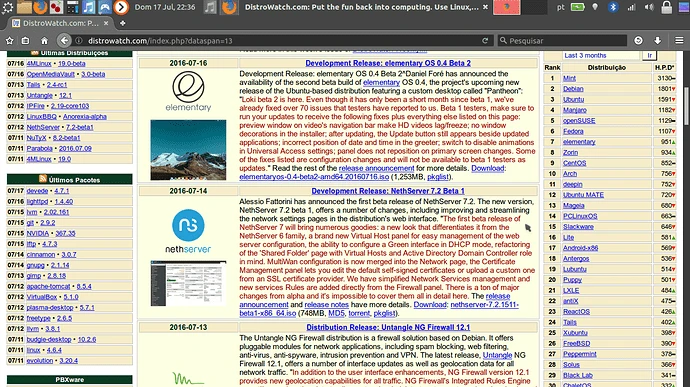 Dom 17 Jul, 22:36
DistroWatch.com: Put the fun back into computing. Use Linux,...
pt
DistroWatch.com: P...
distrowatch.com/index.php?dataspan=13
Pesquisar
Últimas Distribuições
07/16 • 4MLinux • 19.0-beta
07/16 • OpenMediaVault • 3.0-beta
07/15 • Tails • 2.4-rc1
07/13 • Untangle • 12.1
07/13 • IPFire • 2.19-core103
07/13 • LinuxBBQ • Anorexia-alpha
07/12 • NethServer • 7.2-beta1
07/11 • NuTyX • 8.2-beta1
07/11 • Parabola • 2016.07.09
07/11 • 4MLinux • 19.0
Últimos Pacotes
07/17 • devede • 4.7.1
07/17 • lighttpd • 1.4.40
07/15 • lvm • 2.02.161
07/15 • git • 2.9.2
07/15 • NVIDIA • 367.35
07/15 • lftp • 4.7.3
07/15 • cinnamon • 3.0.7
07/14 • gnupg • 2.1.14
07/13 • gimp • 2.8.18
07/12 • apache-tomcat • 8.5.4
07/12 • VirtualBox • 5.1.0
07/12 • plasma-desktop • 5.7.1
07/12 • freetype • 2.6.5
07/11 • llvm • 3.8.1
07/11 • budgie-desktop • 10.2.6
07/11 • linux • 4.6.4
07/10 • evolution • 3.20.4
PBXware
2016-07-16
Development Release: elementary OS 0.4 Beta 2
elementary
Development Release: elementary OS 0.4 Beta 2^Daniel Foré has announced the
availability of the second beta build of elementary OS 0.4, the project's upcoming new
release of the Ubuntu-based distribution featuring a custom desktop called "Pantheon":
"Loki beta 2 is here. Even though it has only been a short month since beta 1, we've
already fixed over 70 issues that testers have reported to us. Beta 1 testers, make sure to
run your updates to receive the following fixes plus everything else listed on this page:
preview window on video's navigation bar make HD videos lag/freeze; no window
decorations in the installer; after updating, the Update button still appears beside updated
applications; incorrect position of date and time in the greeter; switch to disable animations
in Universal Access settings; panel does not reposition on primary screen changes. Some
of the fixes listed are configuration changes and will not be available to beta 1 testers as
updates." Read the rest of the release announcement for more details. Download:
elementaryos-0.4-beta2-amd64.20160716.iso (1,253MB, pkglist).
2016-07-14
Development Release: NethServer 7.2 Beta 1
nethserver
Alessio Fattorini has announced the first beta release of NethServer 7.2. The new version,
NethServer 7.2 beta 1, offers a number of changes, including improving and streamlining
the network settings pages in the distribution's web interface. "The first beta release of
NethServer 7 will bring numerous goodies: a new look that differentiates it from the
NethServer 6 family, a brand new Virtual Host panel for easy management of the web
server configuration, the ability to configure a Green interface in DHCP mode, refactoring
of the 'Shared Folder' page with Virtual Hosts and Active Directory Domain Controller role
in mind. MultiWan configuration is now merged into the Network page, the Certificate
Management panel lets you edit the default self-signed certificates or upload a custom one
from an SSL certificate provider. We have simplified Network Services management and
new services Rules are added directly from the Firewall panel. There is a ton of major
changes from alpha and it's impossible to cover them all in detail here. The release
announcement and release notes have more details. Download: nethserver-7.2.1511-
beta1-x86_64.iso (748MB, MD5, torrent, pkglist).
2016-07-13
Distribution Release: Untangle NG Firewall 12.1
The Untangle NG Firewall distribution is a firewall solution based on Debian. It offers
pluggable modules for network applications, including spam blocking, web filtering,
anti-virus, anti-spyware, intrusion prevention and VPN. The latest release, Untangle NG
Firewall 12.1, offers a number of interface updates as well as geolocation data for all
network traffic. "In addition to the user interface enhancements, NG Firewall version 12.1
provides new geolocation capabilities for all traffic. NG Firewall's Integrated Rules Engine
Last 3 months
Ir
Rank Distribuição H.P.D*
1 Mint 3130
2 Debian 1801
3 Ubuntu 1591
4 Manjaro 1182
5 openSUSE 1129
6 Fedora 1107
7 elementary
8 Zorin 934
9 CentOS 852
10 Arch 756
11 deepin 752
12 Ubuntu MATE 720
13 Mageia 680
14 PCLinuxOS 663
15 Slackware 646
16 Lite 581
17 Android-x86 569
18 Antergos 536
19 Lubuntu 514
20 Puppy 501
21 LXLE 484
22 antiX 475
23 ReactOS 426
24 Tails 402
25 Xubuntu
26 FreeBSD 390
27 Peppermint 378
28 Solus 366
29 Black Lab 341
30 ChaletOS 332